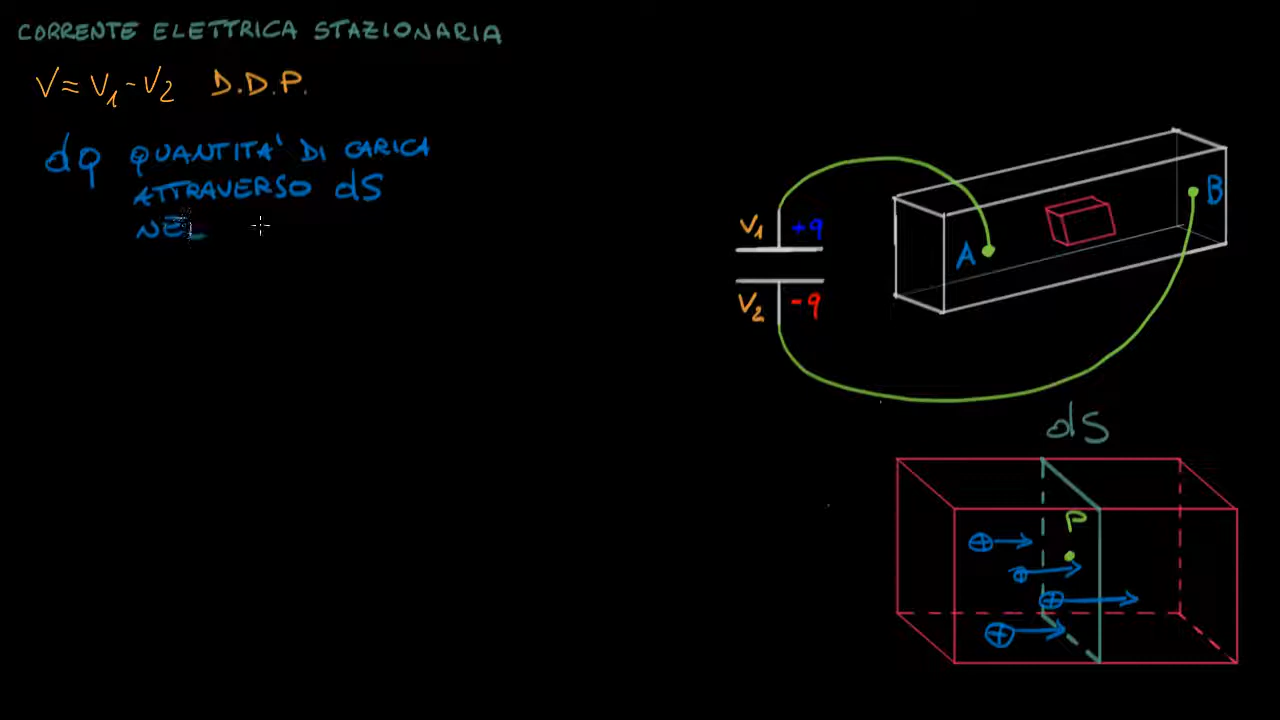 CORRENTE ELETTRICA STAZIONARIA
V = V1 - V2 D.D.P.
dq QUANTITA' DI CARICA
ATTRAVERSO dS
NEL
V1 +q
V2 -q
A
B
dS
P